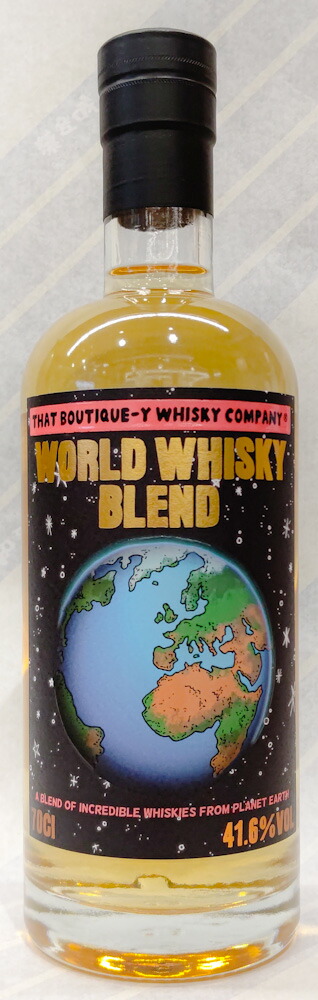 THAT BOUTIQUE-Y WHISKY COMPANY®
WORLD WHISKY
BLEND
A BLEND OF INCREDIBLE WHISKIES FROM PLANET EARTH
70Cl
41.6%VOL